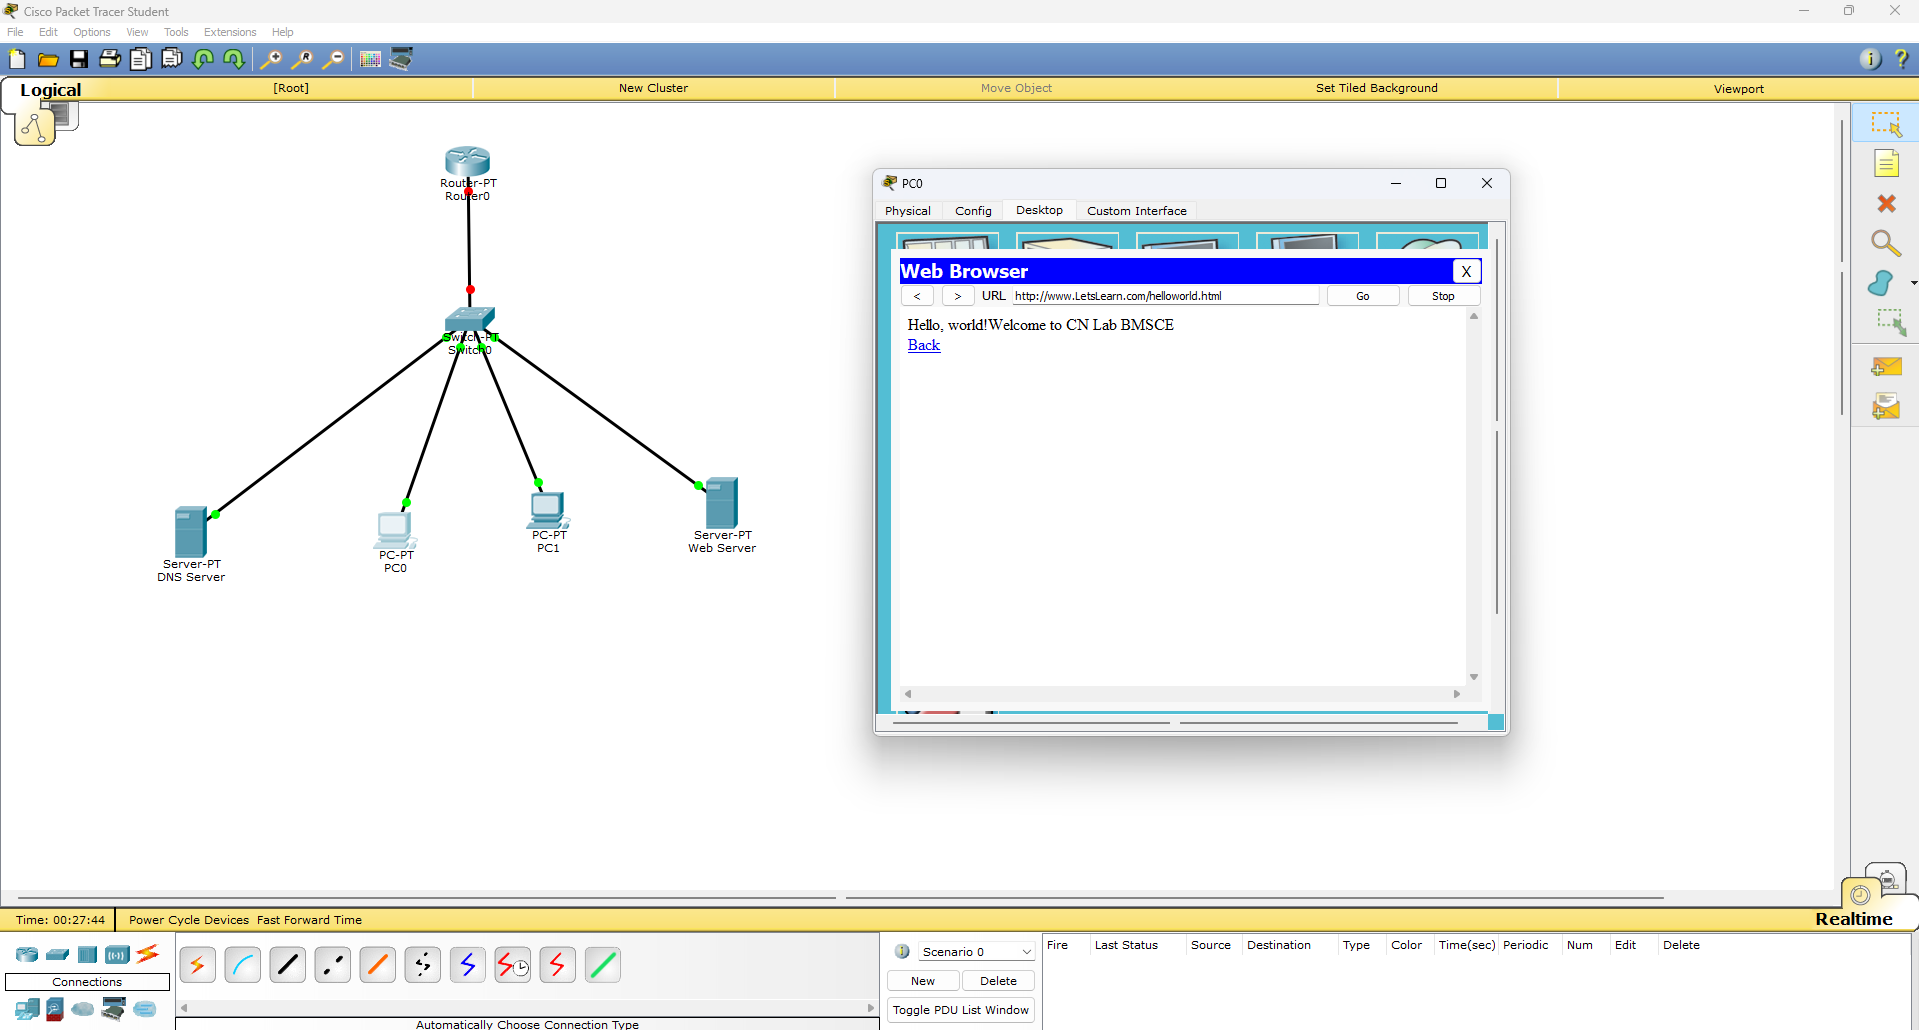 Cisco Packet Tracer Student
File Edit Options View Tools Extensions Help
Logical [Root] New Cluster Move Object Set Tiled Background Viewport
Router-PT
Router0
Switch-PT
Switch0
Server-PT
DNS Server
PC-PT
PC0
PC-PT
PC1
Server-PT
Web Server
PC0
Physical Config Desktop Custom Interface
Web Browser X
< > URL http://www.LetsLearn.com/helloworld.html Go Stop
Hello, world!Welcome to CN Lab BMSCE
Back
Time: 00:27:44 Power Cycle Devices Fast Forward Time Realtime
Connections
Automatically Choose Connection Type
Scenario 0
New Delete
Toggle PDU List Window
Fire Last Status Source Destination Type Color Time(sec) Periodic Num Edit Delete